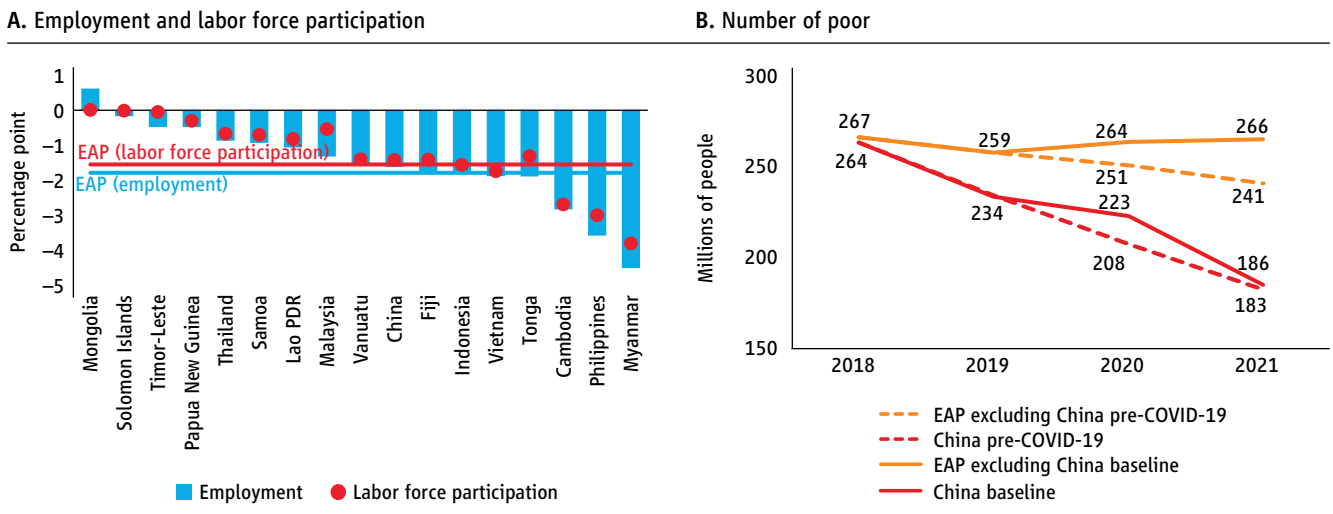 A. Employment and labor force participation
Percentage point
1
0
−1
−2
−3
−4
−5
EAP (labor force participation)
EAP (employment)
Mongolia
Solomon Islands
Timor-Leste
Papua New Guinea
Thailand
Samoa
Lao PDR
Malaysia
Vanuatu
China
Fiji
Indonesia
Vietnam
Tonga
Cambodia
Philippines
Myanmar
Employment
Labor force participation
B. Number of poor
Millions of people
300
250
200
150
267
264
259
234
264
251
223
208
266
241
186
183
2018
2019
2020
2021
EAP excluding China pre-COVID-19
China pre-COVID-19
EAP excluding China baseline
China baseline